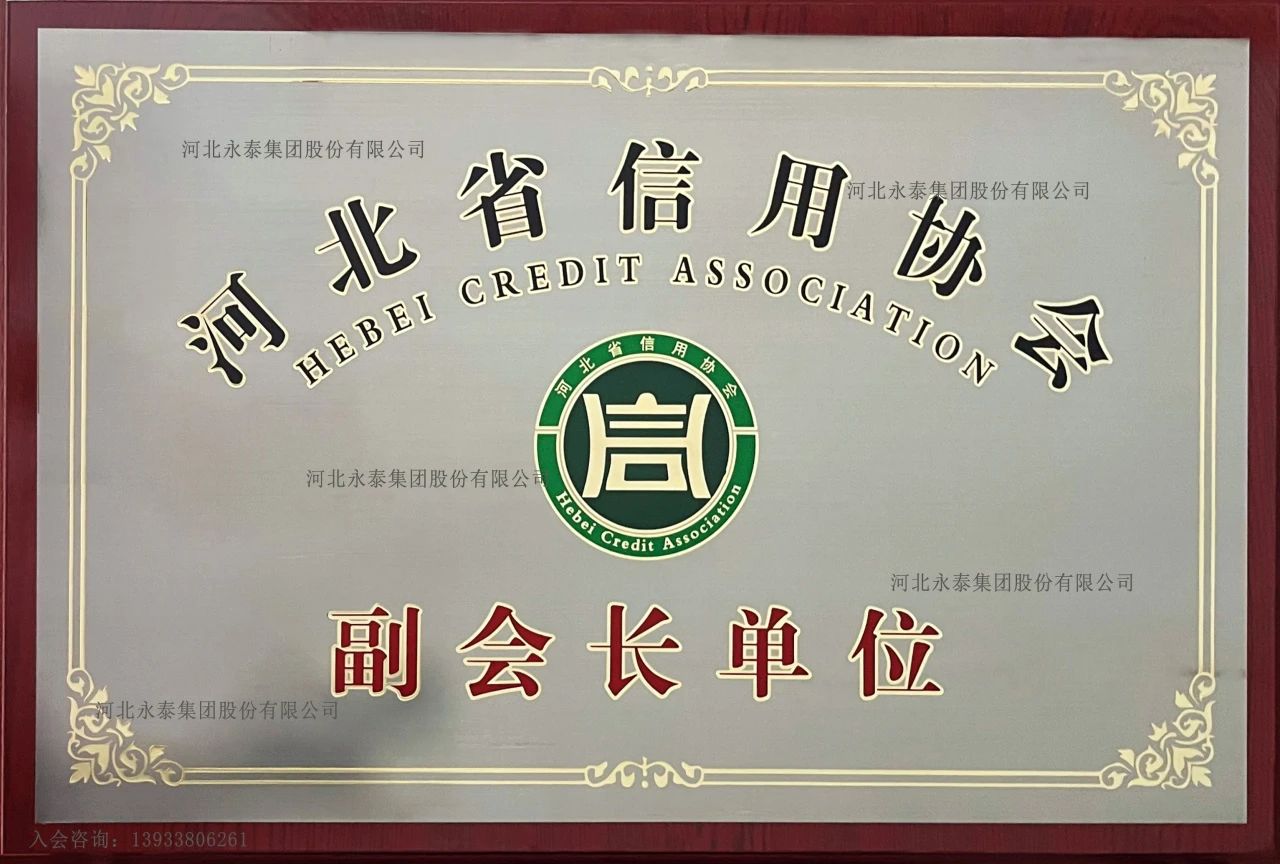 河北永泰集团股份有限公司
河北永泰集团股份有限公司
河北省信用协会
HEBEI CREDIT ASSOCIATION
河北省信用协会
信
Hebei Credit Association
河北永泰集团股份有限公司
河北永泰集团股份有限公司
副会长单位
河北永泰集团股份有限公司
入会咨询：13933806261